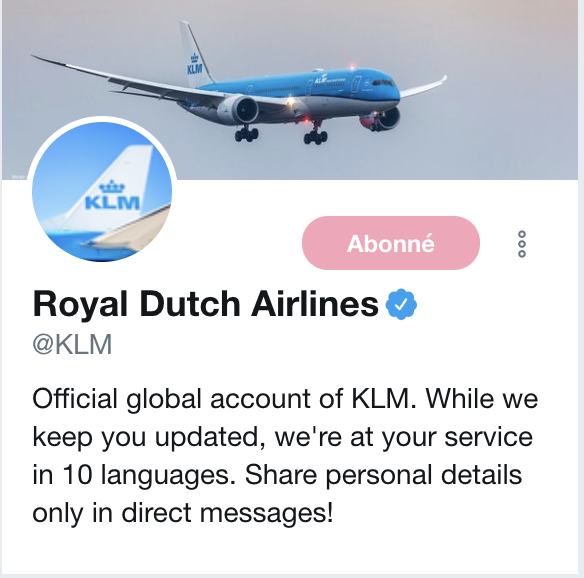 KLM
KLM
KLM
Abonné
Royal Dutch Airlines
@KLM
Official global account of KLM. While we
keep you updated, we're at your service
in 10 languages. Share personal details
only in direct messages!